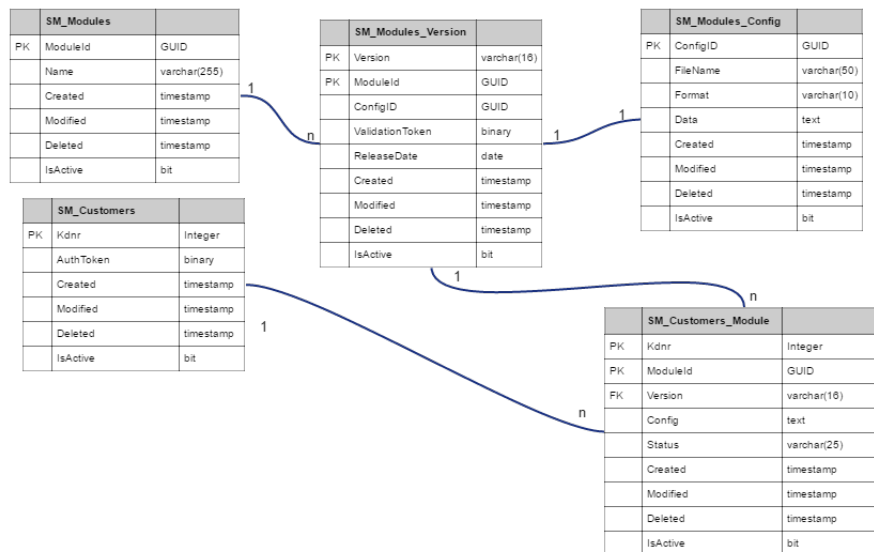 SM_Modules
PK ModuleId GUID
Name varchar(255)
Created timestamp
Modified timestamp
Deleted timestamp
IsActive bit
1
n
SM_Modules_Version
PK Version varchar(16)
PK ModuleId GUID
ConfigID GUID
ValidationToken binary
ReleaseDate date
Created timestamp
Modified timestamp
Deleted timestamp
IsActive bit
1
1
SM_Modules_Config
PK ConfigID GUID
FileName varchar(50)
Format varchar(10)
Data text
Created timestamp
Modified timestamp
Deleted timestamp
IsActive bit
SM_Customers
PK Kdnr Integer
AuthToken binary
Created timestamp
Modified timestamp
Deleted timestamp
IsActive bit
1
n
1
n
SM_Customers_Module
PK Kdnr Integer
PK ModuleId GUID
FK Version varchar(16)
Config text
Status varchar(25)
Created timestamp
Modified timestamp
Deleted timestamp
IsActive bit